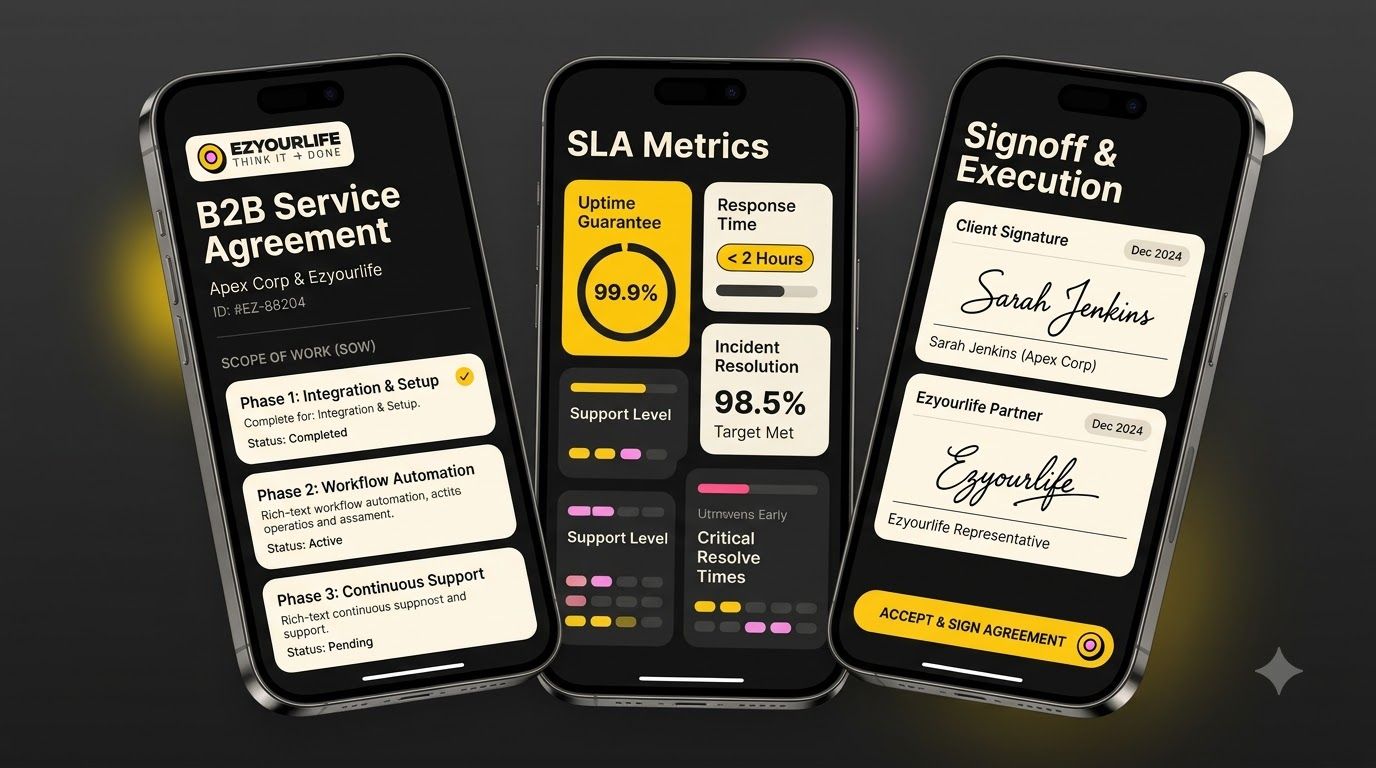 EZYOURLIFE
THINK IT → DONE
B2B Service
Agreement
Apex Corp & Ezyourlife
ID: #EZ-88204
SCOPE OF WORK (SOW)
Phase 1: Integration & Setup
Complete for: Integration & Setup.
Status: Completed
Phase 2: Workflow Automation
Rich-text workflow automation, actits
operatios and assament.
Status: Active
Phase 3: Continuous Support
Rich-text continuous suppnost and
support.
Status: Pending
SLA Metrics
Uptime
Guarantee
99.9%
Response
Time
< 2 Hours
Incident
Resolution
98.5%
Target Met
Support Level
Support Level
Early
Critical
Resolve
Times
Signoff &
Execution
Client Signature
Dec 2024
Sarah Jenkins
Sarah Jenkins (Apex Corp)
Ezyourlife Partner
Dec 2024
Ezyourlife
Ezyourlife Representative
ACCEPT & SIGN AGREEMENT